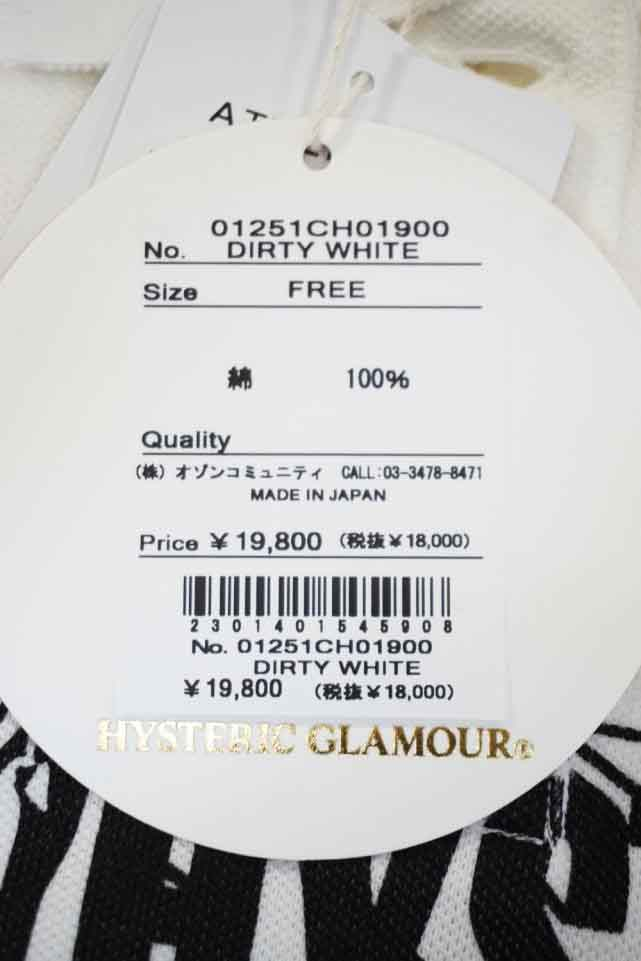 AT
01251CH01900
No. DIRTY WHITE
Size FREE
綿 100%
Quality
(株) オゾンコミュニティ CALL:03-3478-8471
MADE IN JAPAN
Price ¥19,800 (税抜¥18,000)
2301401545908
No. 01251CH01900
DIRTY WHITE
¥19,800 (税抜¥18,000)
HYSTERIC GLAMOUR®